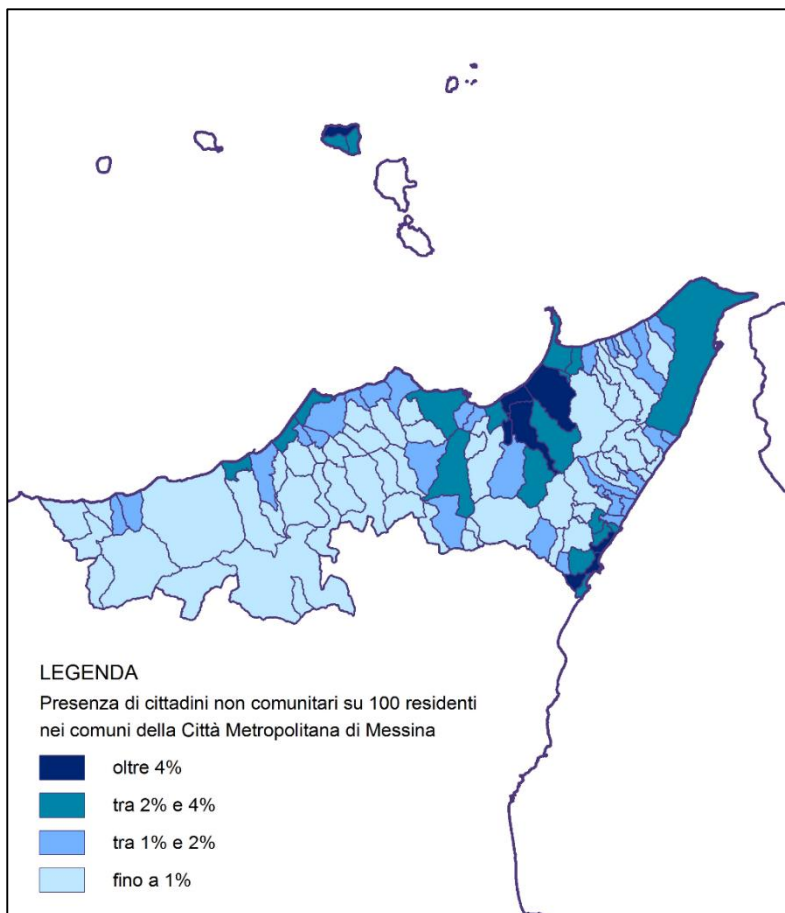 LEGENDA
Presenza di cittadini non comunitari su 100 residenti
nei comuni della Città Metropolitana di Messina
oltre 4%
tra 2% e 4%
tra 1% e 2%
fino a 1%